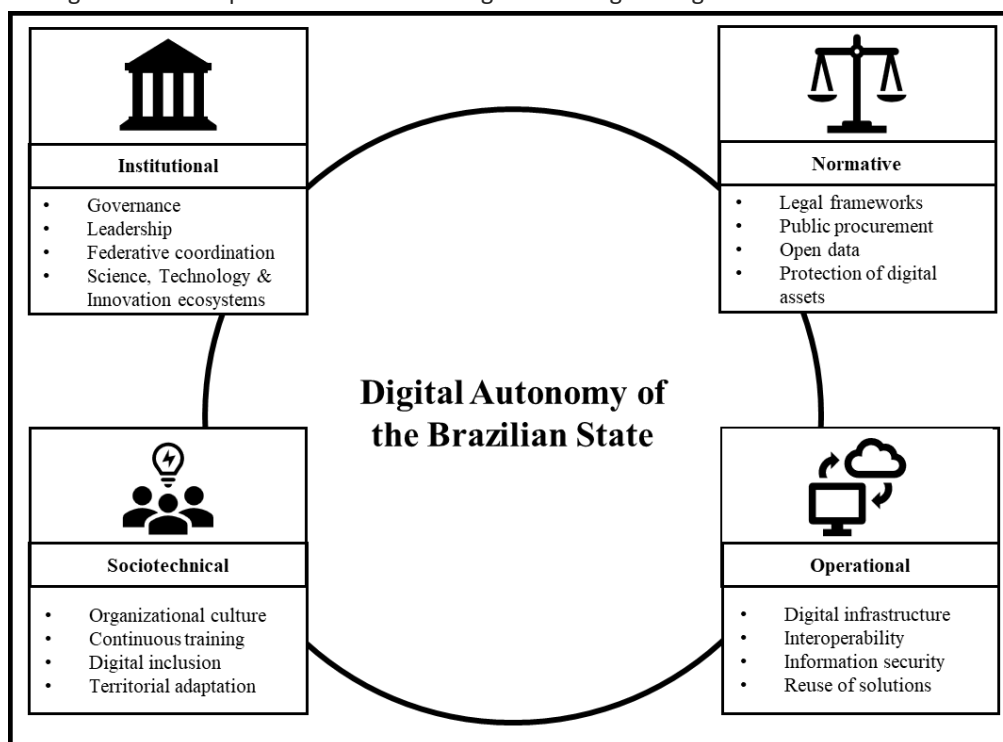 Institutional
• Governance
• Leadership
• Federative coordination
• Science, Technology &
Innovation ecosystems
Normative
• Legal frameworks
• Public procurement
• Open data
• Protection of digital
assets
Digital Autonomy of
the Brazilian State
Sociotechnical
• Organizational culture
• Continuous training
• Digital inclusion
• Territorial adaptation
Operational
• Digital infrastructure
• Interoperability
• Information security
• Reuse of solutions